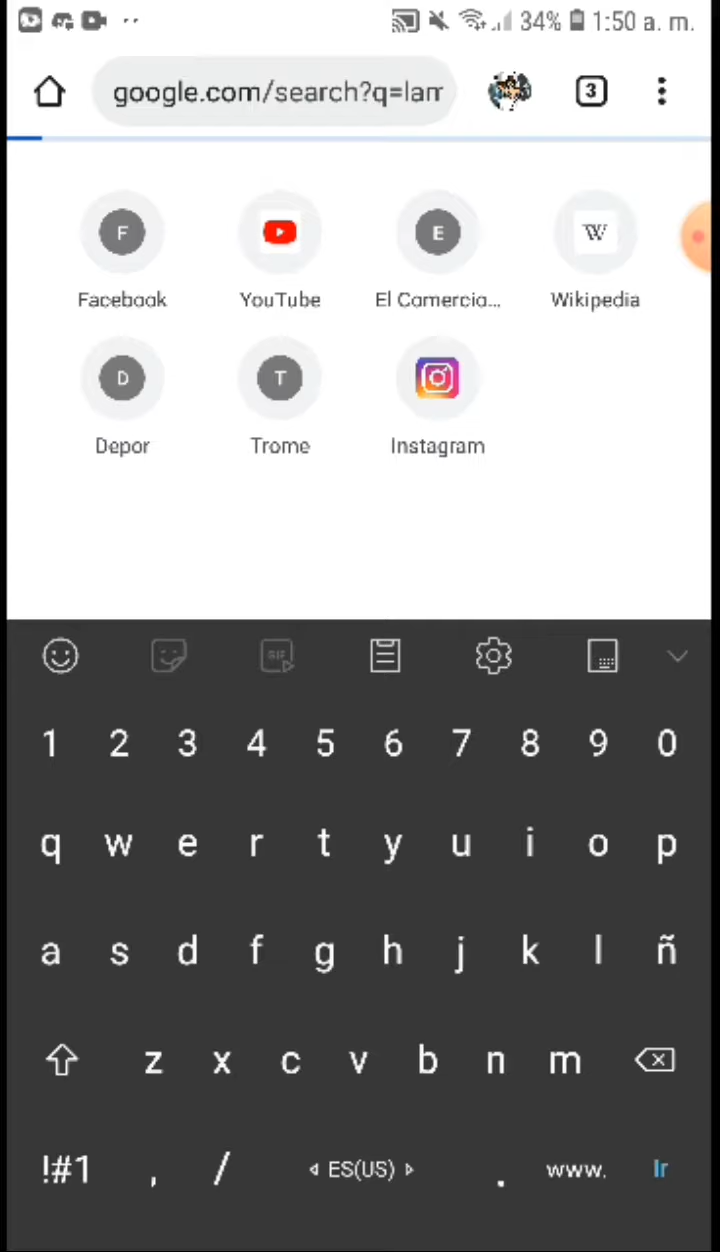 34% 1:50 a. m.
google.com/search?q=lam
3
F
E
W
Facebook
YouTube
El Comercio...
Wikipedia
D
T
Depor
Trome
Instagram
GIF
1 2 3 4 5 6 7 8 9 0
q w e r t y u i o p
a s d f g h j k l ñ
z x c v b n m
!#1 , / ES(US) . www. Ir